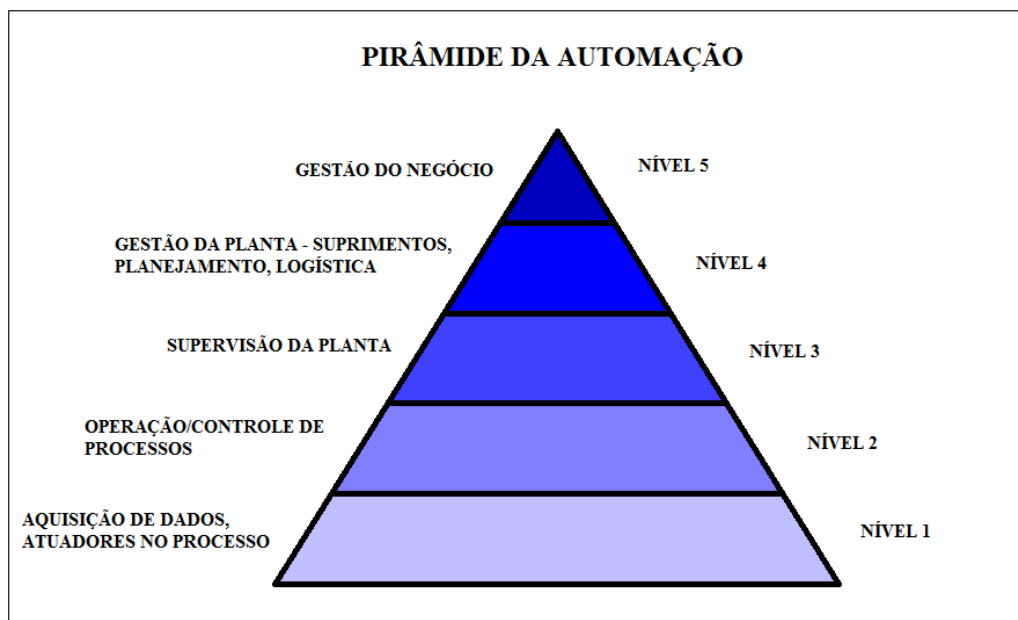 PIRÂMIDE DA AUTOMAÇÃO
GESTÃO DO NEGÓCIO
NÍVEL 5
GESTÃO DA PLANTA - SUPRIMENTOS,
PLANEJAMENTO, LOGÍSTICA
NÍVEL 4
SUPERVISÃO DA PLANTA
NÍVEL 3
OPERAÇÃO/CONTROLE DE
PROCESSOS
NÍVEL 2
AQUISIÇÃO DE DADOS,
ATUADORES NO PROCESSO
NÍVEL 1